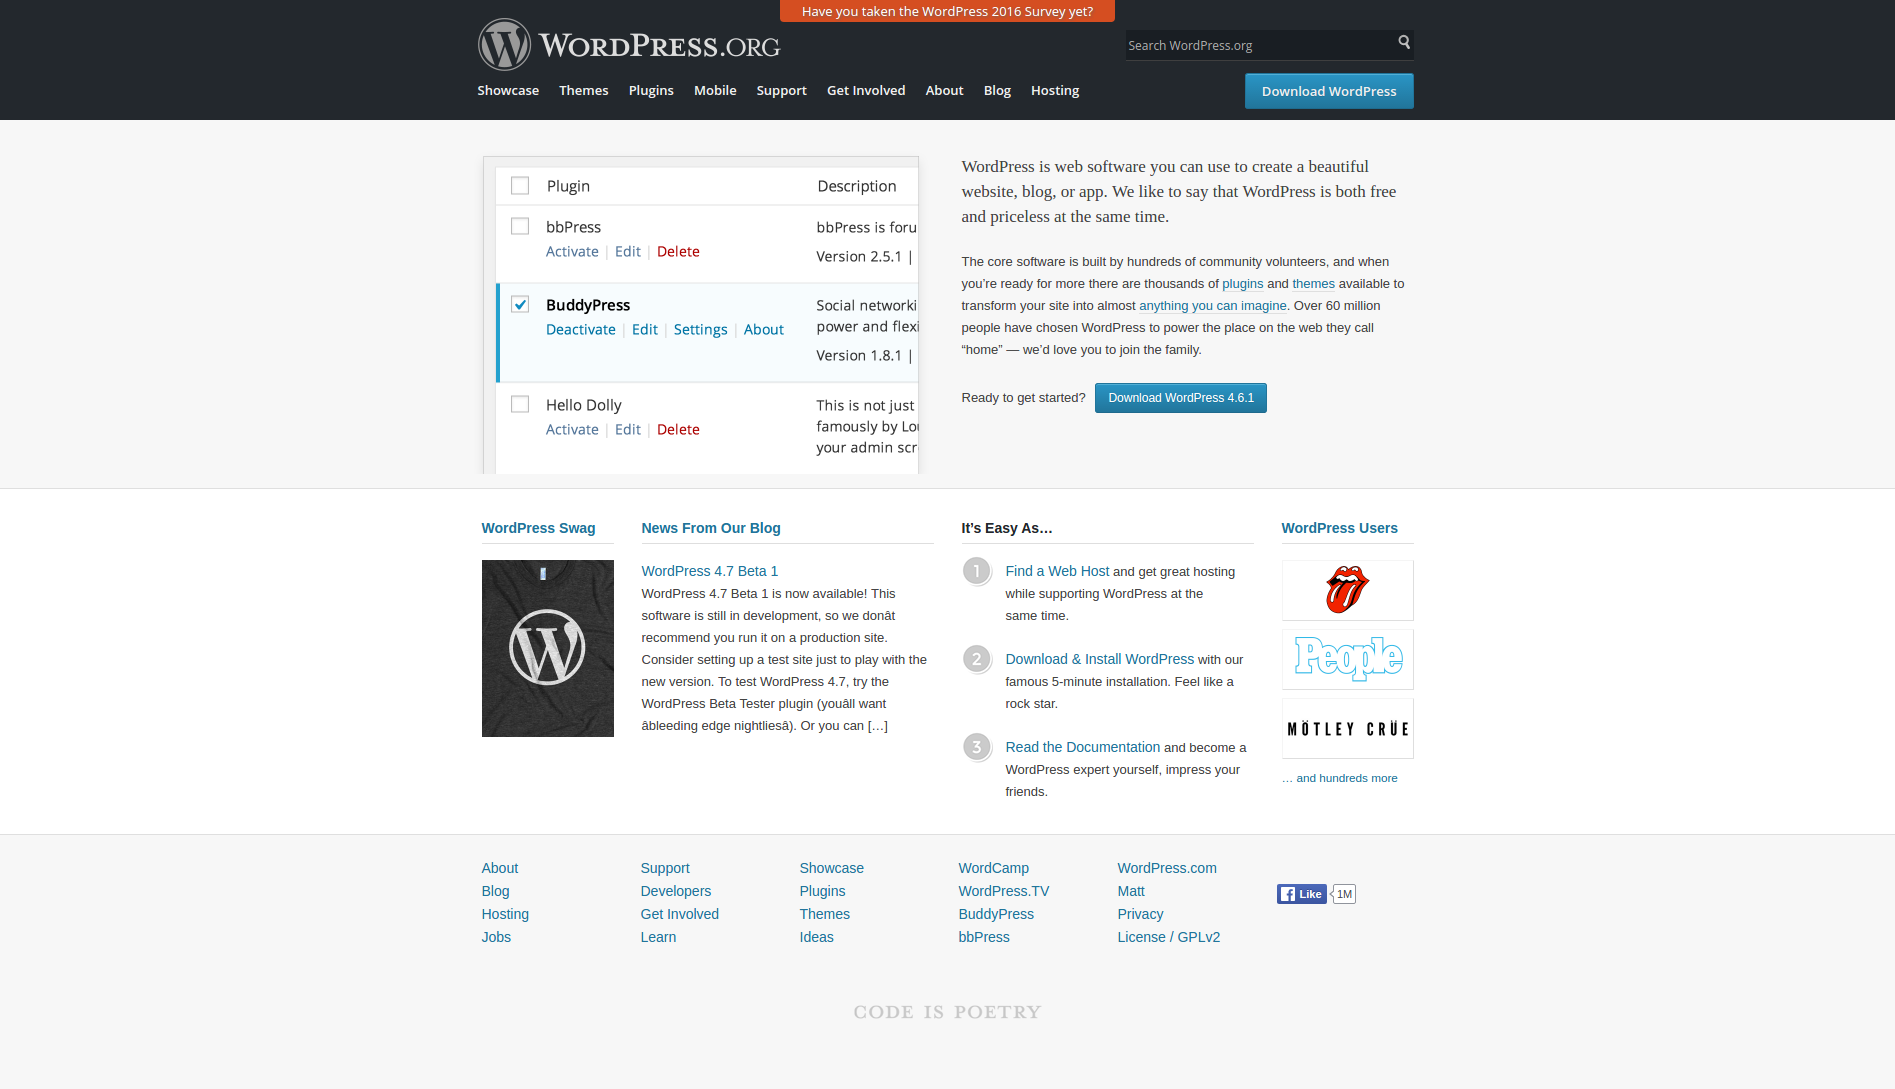 Have you taken the WordPress 2016 Survey yet?
WORDPRESS.ORG
Search WordPress.org
Showcase Themes Plugins Mobile Support Get Involved About Blog Hosting
Download WordPress
Plugin Description
bbPress bbPress is foru
Activate | Edit | Delete
Version 2.5.1 |
BuddyPress Social networki
Deactivate | Edit | Settings | About power and flexi
Version 1.8.1 |
Hello Dolly This is not just
Activate | Edit | Delete famously by Lou
your admin scr
WordPress is web software you can use to create a beautiful
website, blog, or app. We like to say that WordPress is both free
and priceless at the same time.
The core software is built by hundreds of community volunteers, and when
you’re ready for more there are thousands of plugins and themes available to
transform your site into almost anything you can imagine. Over 60 million
people have chosen WordPress to power the place on the web they call
“home” — we’d love you to join the family.
Ready to get started? Download WordPress 4.6.1
WordPress Swag
W
News From Our Blog
WordPress 4.7 Beta 1
WordPress 4.7 Beta 1 is now available! This
software is still in development, so we donât
recommend you run it on a production site.
Consider setting up a test site just to play with the
new version. To test WordPress 4.7, try the
WordPress Beta Tester plugin (youâll want
âbleeding edge nightliesâ). Or you can […]
It’s Easy As…
1 Find a Web Host and get great hosting
while supporting WordPress at the
same time.
2 Download & Install WordPress with our
famous 5-minute installation. Feel like a
rock star.
3 Read the Documentation and become a
WordPress expert yourself, impress your
friends.
WordPress Users
People
MÖTLEY CRÜE
… and hundreds more
About
Blog
Hosting
Jobs
Support
Developers
Get Involved
Learn
Showcase
Plugins
Themes
Ideas
WordCamp
WordPress.TV
BuddyPress
bbPress
WordPress.com
Matt
Privacy
License / GPLv2
Like 1M
CODE IS POETRY